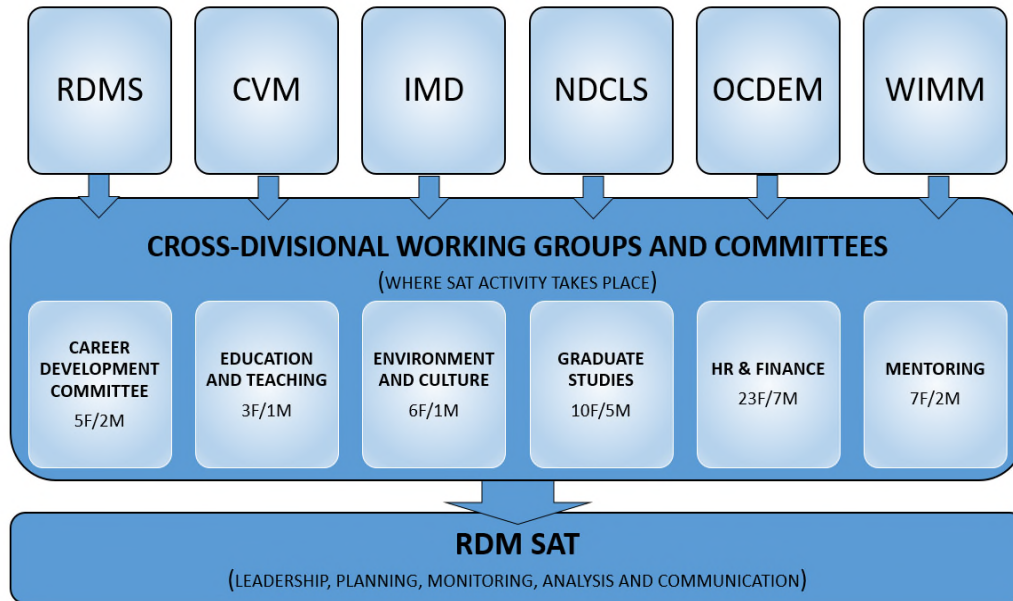 RDMS
CVM
IMD
NDCLS
OCDEM
WIMM
CROSS-DIVISIONAL WORKING GROUPS AND COMMITTEES
(WHERE SAT ACTIVITY TAKES PLACE)
CAREER
DEVELOPMENT
COMMITTEE
5F/2M
EDUCATION
AND TEACHING
3F/1M
ENVIRONMENT
AND CULTURE
6F/1M
GRADUATE
STUDIES
10F/5M
HR & FINANCE
23F/7M
MENTORING
7F/2M
RDM SAT
(LEADERSHIP, PLANNING, MONITORING, ANALYSIS AND COMMUNICATION)